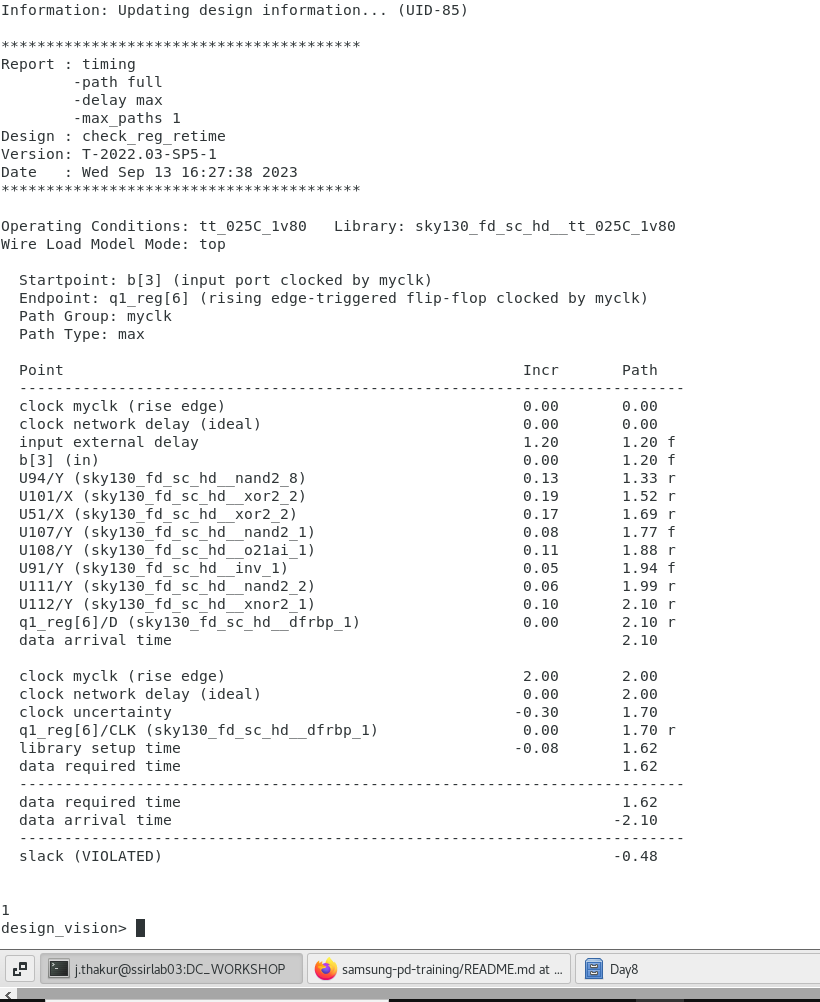 Information: Updating design information... (UID-85)

****************************************
Report : timing
        -path full
        -delay max
        -max_paths 1
Design : check_reg_retime
Version: T-2022.03-SP5-1
Date   : Wed Sep 13 16:27:38 2023
****************************************

Operating Conditions: tt_025C_1v80   Library: sky130_fd_sc_hd__tt_025C_1v80
Wire Load Model Mode: top

  Startpoint: b[3] (input port clocked by myclk)
  Endpoint: q1_reg[6] (rising edge-triggered flip-flop clocked by myclk)
  Path Group: myclk
  Path Type: max

  Point                                                   Incr       Path
  --------------------------------------------------------------------------
  clock myclk (rise edge)                                 0.00       0.00
  clock network delay (ideal)                             0.00       0.00
  input external delay                                    1.20       1.20 f
  b[3] (in)                                               0.00       1.20 f
  U94/Y (sky130_fd_sc_hd__nand2_8)                        0.13       1.33 r
  U101/X (sky130_fd_sc_hd__xor2_2)                        0.19       1.52 r
  U51/X (sky130_fd_sc_hd__xor2_2)                         0.17       1.69 r
  U107/Y (sky130_fd_sc_hd__nand2_1)                       0.08       1.77 f
  U108/Y (sky130_fd_sc_hd__o21ai_1)                       0.11       1.88 r
  U91/Y (sky130_fd_sc_hd__inv_1)                          0.05       1.94 f
  U111/Y (sky130_fd_sc_hd__nand2_2)                       0.06       1.99 r
  U112/Y (sky130_fd_sc_hd__xnor2_1)                       0.10       2.10 r
  q1_reg[6]/D (sky130_fd_sc_hd__dfrbp_1)                  0.00       2.10 r
  data arrival time                                                  2.10

  clock myclk (rise edge)                                 2.00       2.00
  clock network delay (ideal)                             0.00       2.00
  clock uncertainty                                      -0.30       1.70
  q1_reg[6]/CLK (sky130_fd_sc_hd__dfrbp_1)                0.00       1.70 r
  library setup time                                     -0.08       1.62
  data required time                                                 1.62
  --------------------------------------------------------------------------
  data required time                                                 1.62
  data arrival time                                                 -2.10
  --------------------------------------------------------------------------
  slack (VIOLATED)                                                  -0.48

1
design_vision>
j.thakur@ssirlab03:DC_WORKSHOP samsung-pd-training/README.md at ... Day8